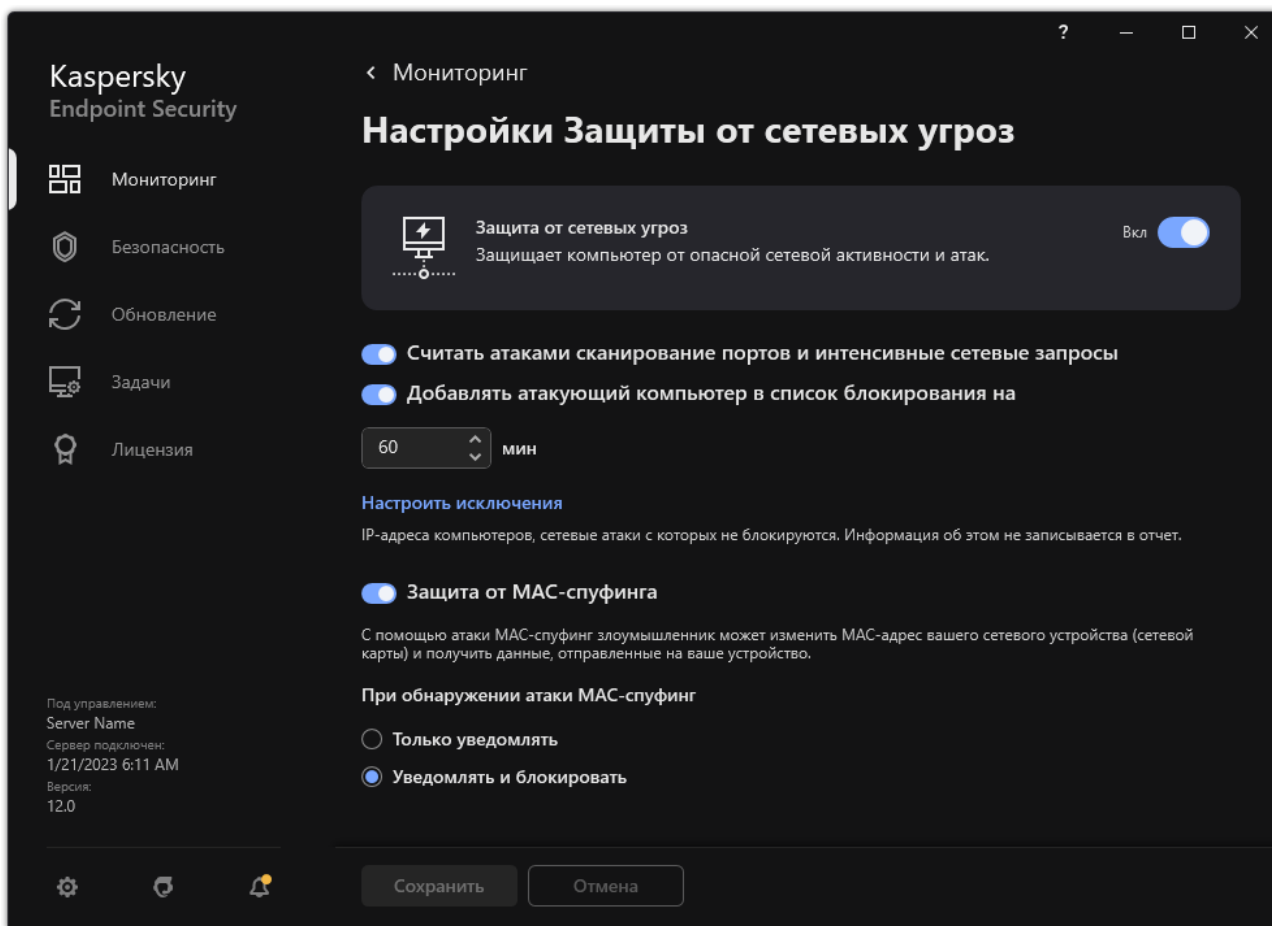 ?
Kaspersky
Endpoint Security
Мониторинг
Безопасность
Обновление
Задачи
Лицензия
Под управлением:
Server Name
Сервер подключен:
1/21/2023 6:11 AM
Версия:
12.0
Мониторинг
Настройки Защиты от сетевых угроз
Защита от сетевых угроз
Защищает компьютер от опасной сетевой активности и атак.
Вкл
Считать атаками сканирование портов и интенсивные сетевые запросы
Добавлять атакующий компьютер в список блокирования на
60 мин
Настроить исключения
IP-адреса компьютеров, сетевые атаки с которых не блокируются. Информация об этом не записывается в отчет.
Защита от MAC-спуфинга
С помощью атаки MAC-спуфинг злоумышленник может изменить MAC-адрес вашего сетевого устройства (сетевой
карты) и получить данные, отправленные на ваше устройство.
При обнаружении атаки MAC-спуфинг
Только уведомлять
Уведомлять и блокировать
Сохранить
Отмена